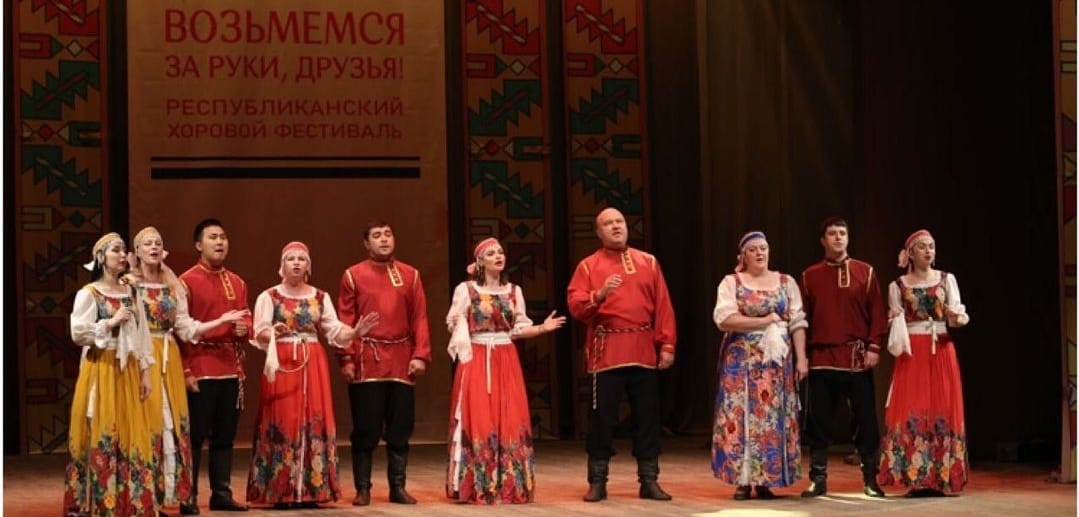 ВОЗЬМЕМСЯ
ЗА РУКИ, ДРУЗЬЯ!
РЕСПУБЛИКАНСКИЙ
ХОРОВОЙ ФЕСТИВАЛЬ